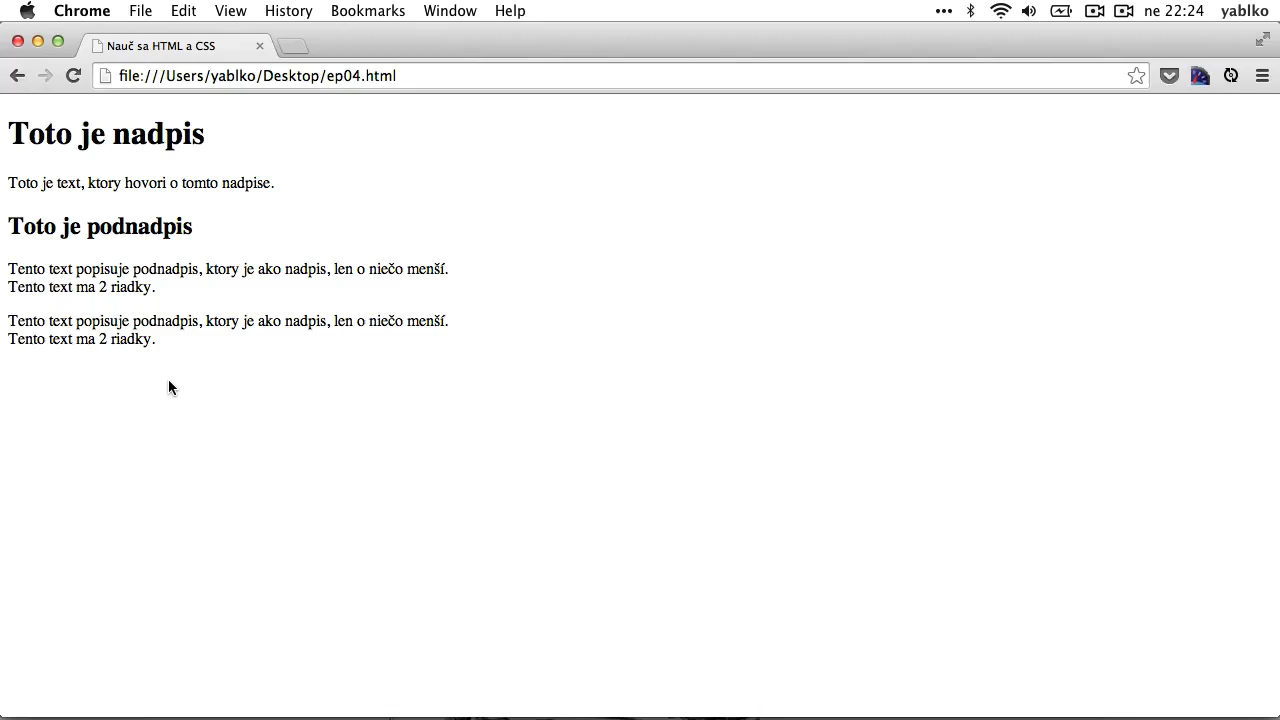 Chrome File Edit View History Bookmarks Window Help ne 22:24 yablko
Nauč sa HTML a CSS
file:///Users/yablko/Desktop/ep04.html
Toto je nadpis
Toto je text, ktory hovori o tomto nadpise.
Toto je podnadpis
Tento text popisuje podnadpis, ktory je ako nadpis, len o niečo menší.
Tento text ma 2 riadky.
Tento text popisuje podnadpis, ktory je ako nadpis, len o niečo menší.
Tento text ma 2 riadky.